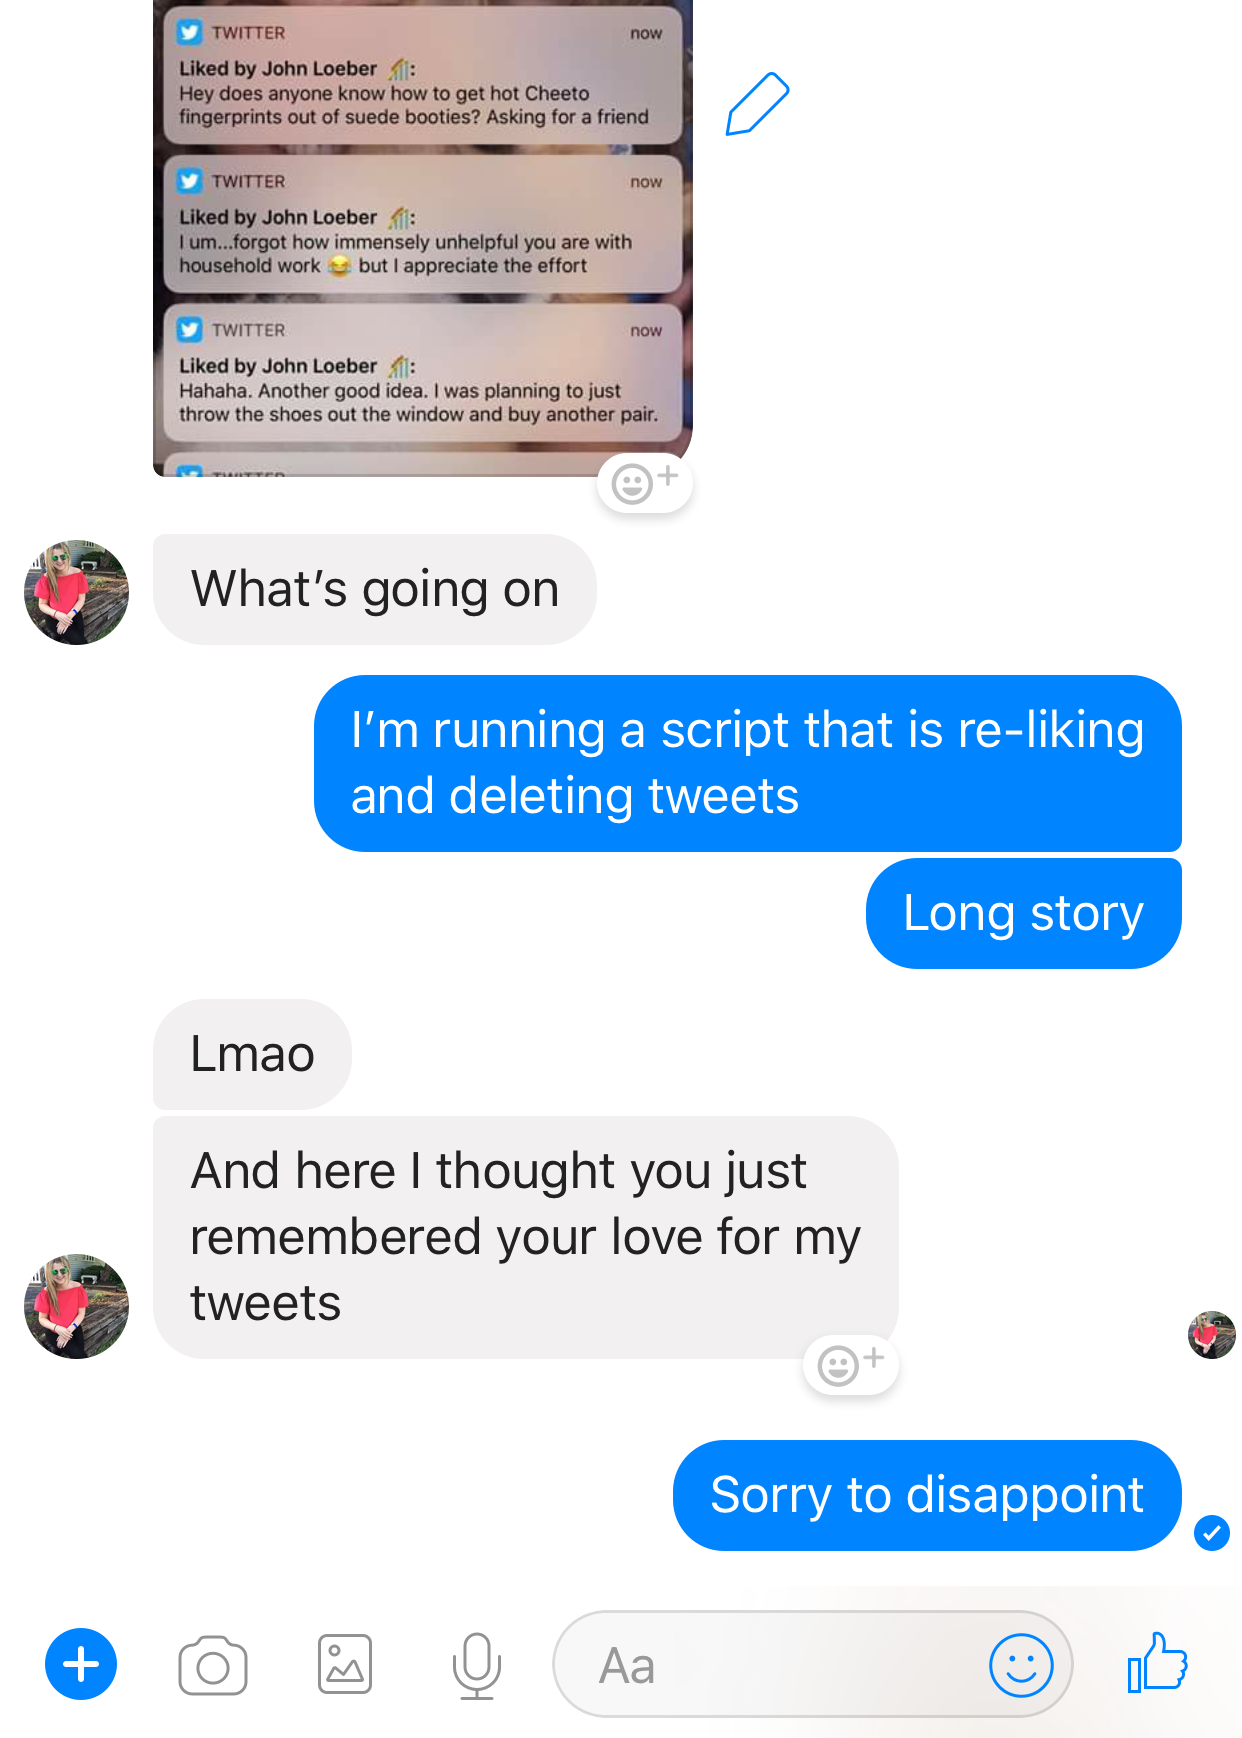 TWITTER now
Liked by John Loeber :
Hey does anyone know how to get hot Cheeto
fingerprints out of suede booties? Asking for a friend
TWITTER now
Liked by John Loeber :
I um...forgot how immensely unhelpful you are with
household work 😂 but I appreciate the effort
TWITTER now
Liked by John Loeber :
Hahaha. Another good idea. I was planning to just
throw the shoes out the window and buy another pair.
TWITTER
What’s going on
I’m running a script that is re-liking
and deleting tweets
Long story
Lmao
And here I thought you just
remembered your love for my
tweets
Sorry to disappoint
Aa